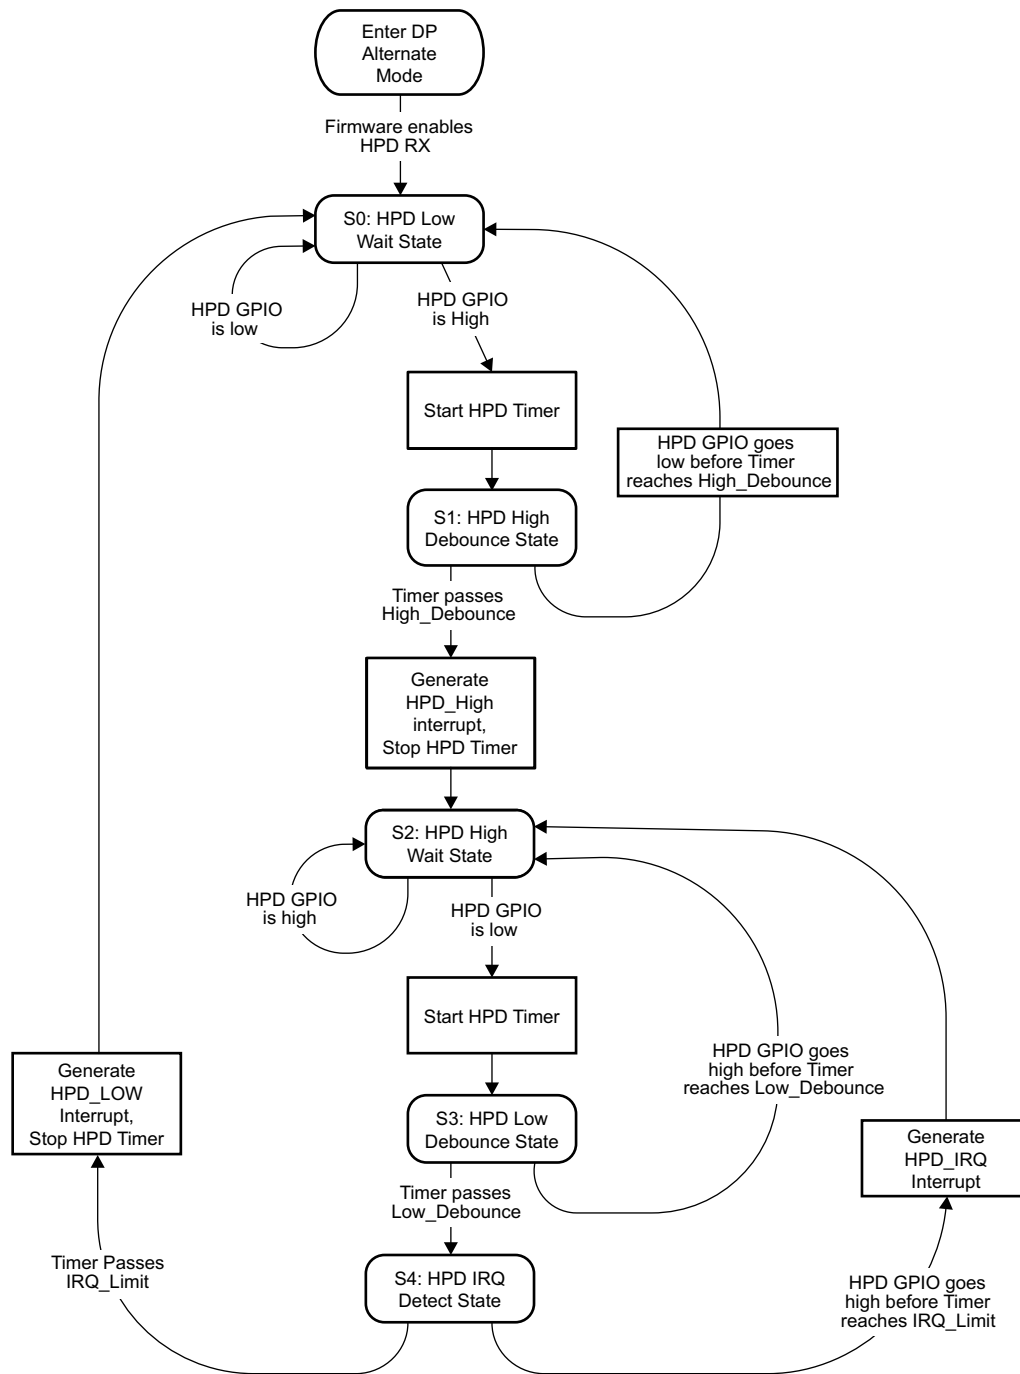 Enter DP
Alternate
Mode
Firmware enables
HPD RX
S0: HPD Low
Wait State
HPD GPIO
is low
HPD GPIO
is High
Start HPD Timer
HPD GPIO goes
low before Timer
reaches High_Debounce
S1: HPD High
Debounce State
Timer passes
High_Debounce
Generate
HPD_High
interrupt,
Stop HPD Timer
S2: HPD High
Wait State
HPD GPIO
is high
HPD GPIO
is low
Start HPD Timer
HPD GPIO goes
high before Timer
reaches Low_Debounce
Generate
HPD_LOW
Interrupt,
Stop HPD Timer
S3: HPD Low
Debounce State
Generate
HPD_IRQ
Interrupt
Timer passes
Low_Debounce
Timer Passes
IRQ_Limit
S4: HPD IRQ
Detect State
HPD GPIO goes
high before Timer
reaches IRQ_Limit